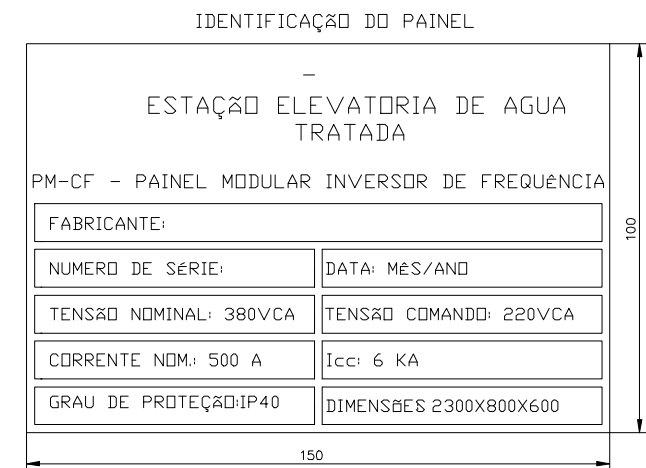 IDENTIFICAÇÃO DO PAINEL
–
ESTAÇÃO ELEVATORIA DE AGUA
TRATADA
PM-CF - PAINEL MODULAR INVERSOR DE FREQUÊNCIA
FABRICANTE:
NUMERO DE SÉRIE: DATA: MÊS/ANO
TENSÃO NOMINAL: 380VCA TENSÃO COMANDO: 220VCA
CORRENTE NOM.: 500 A Icc: 6 KA
GRAU DE PROTEÇÃO:IP40 DIMENSÕES 2300X800X600
100
150